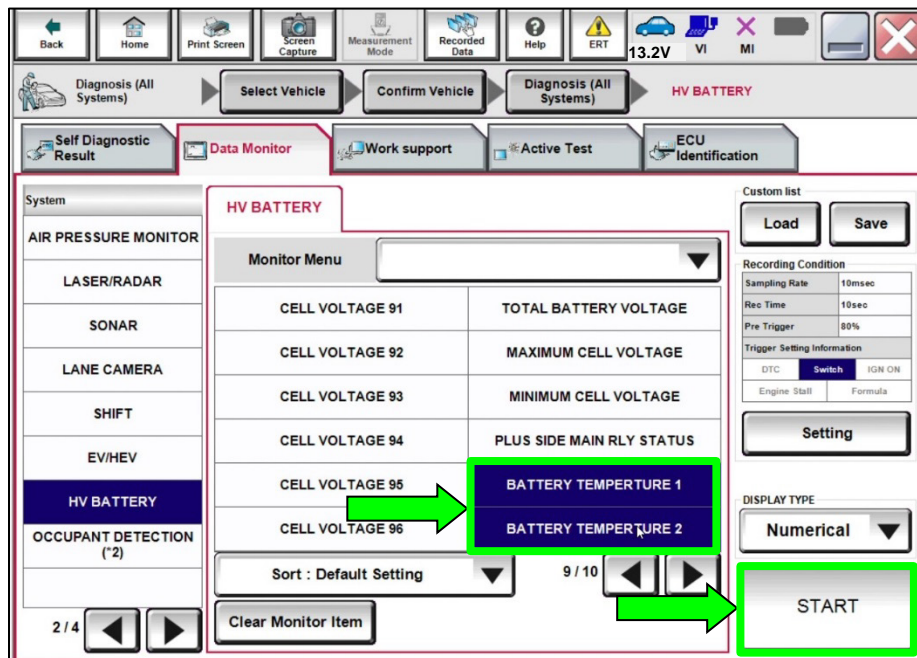 Back
Home
Print Screen
Screen
Capture
Measurement
Mode
Recorded
Data
Help
ERT
13.2V
VI
MI
Diagnosis (All
Systems)
Select Vehicle
Confirm Vehicle
Diagnosis (All
Systems)
HV BATTERY
Self Diagnostic
Result
Data Monitor
Work support
Active Test
ECU
Identification
System
AIR PRESSURE MONITOR
LASER/RADAR
SONAR
LANE CAMERA
SHIFT
EV/HEV
HV BATTERY
OCCUPANT DETECTION
(*2)
2/4
HV BATTERY
Monitor Menu
CELL VOLTAGE 91
TOTAL BATTERY VOLTAGE
CELL VOLTAGE 92
MAXIMUM CELL VOLTAGE
CELL VOLTAGE 93
MINIMUM CELL VOLTAGE
CELL VOLTAGE 94
PLUS SIDE MAIN RLY STATUS
CELL VOLTAGE 95
BATTERY TEMPERTURE 1
CELL VOLTAGE 96
BATTERY TEMPERTURE 2
Sort : Default Setting
9 / 10
Clear Monitor Item
Custom list
Load
Save
Recording Condition
Sampling Rate
10msec
Rec Time
10sec
Pre Trigger
80%
Trigger Setting Information
DTC
Switch
IGN ON
Engine Stall
Formula
Setting
DISPLAY TYPE
Numerical
START